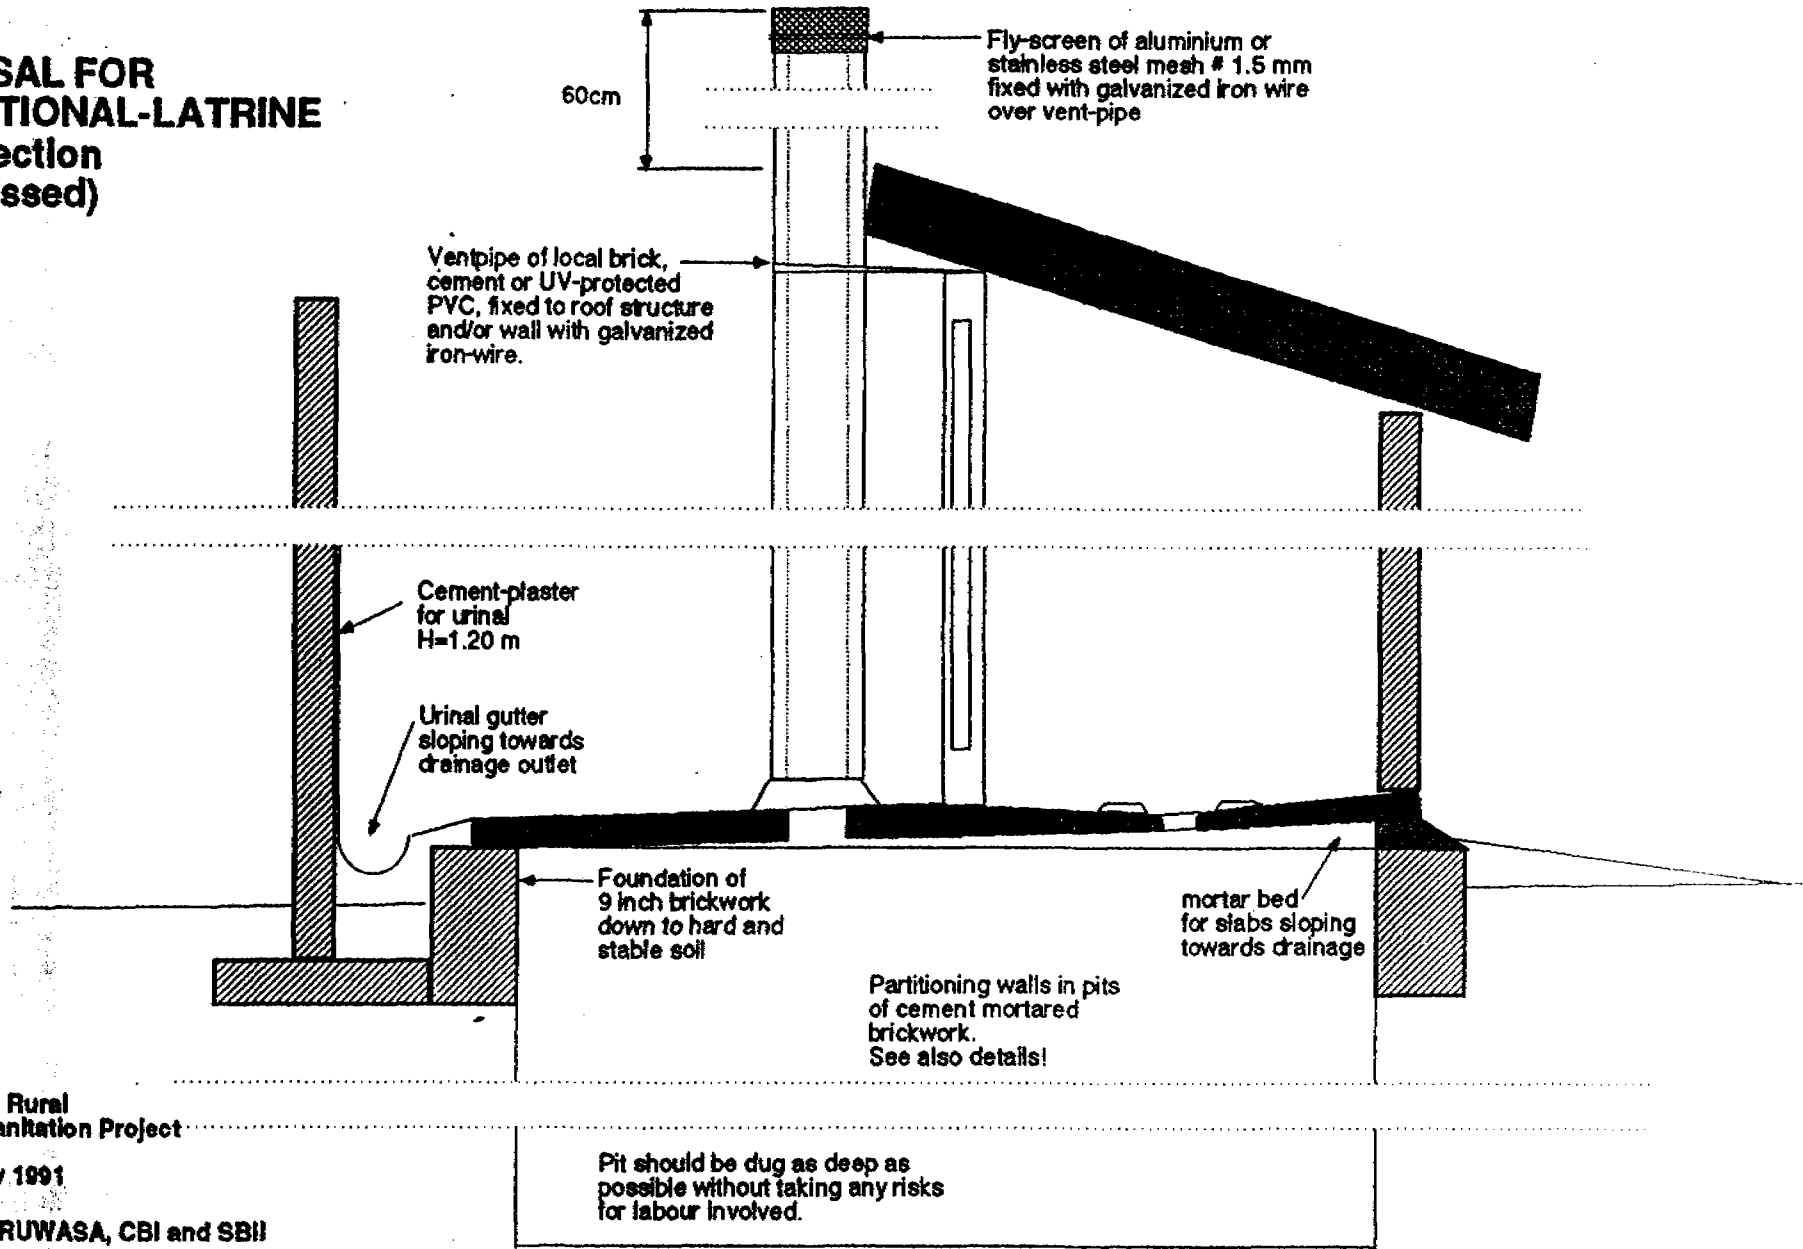 SAL FOR
TIONAL-LATRINE
ection
ssed)
60cm
Fly-screen of aluminium or
stainless steel mesh # 1.5 mm
fixed with galvanized iron wire
over vent-pipe
Ventpipe of local brick,
cement or UV-protected
PVC, fixed to roof structure
and/or wall with galvanized
iron-wire.
Cement-plaster
for urinal
H=1.20 m
Urinal gutter
sloping towards
drainage outlet
Foundation of
9 inch brickwork
down to hard and
stable soil
mortar bed
for slabs sloping
towards drainage
Partitioning walls in pits
of cement mortared
brickwork.
See also details!
Rural
anitation Project
y 1991
RUWASA, CBI and SBII
Pit should be dug as deep as
possible without taking any risks
for labour involved.